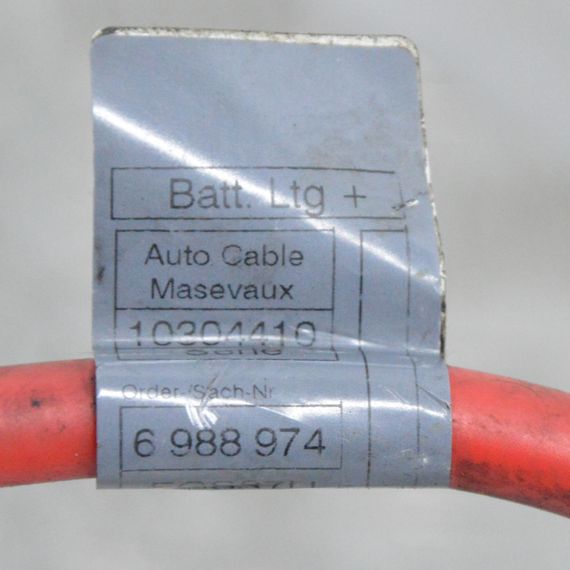 Batt. Ltg +
Auto Cable
Masevaux
10304410
Order-/Sach-Nr
6 988 974